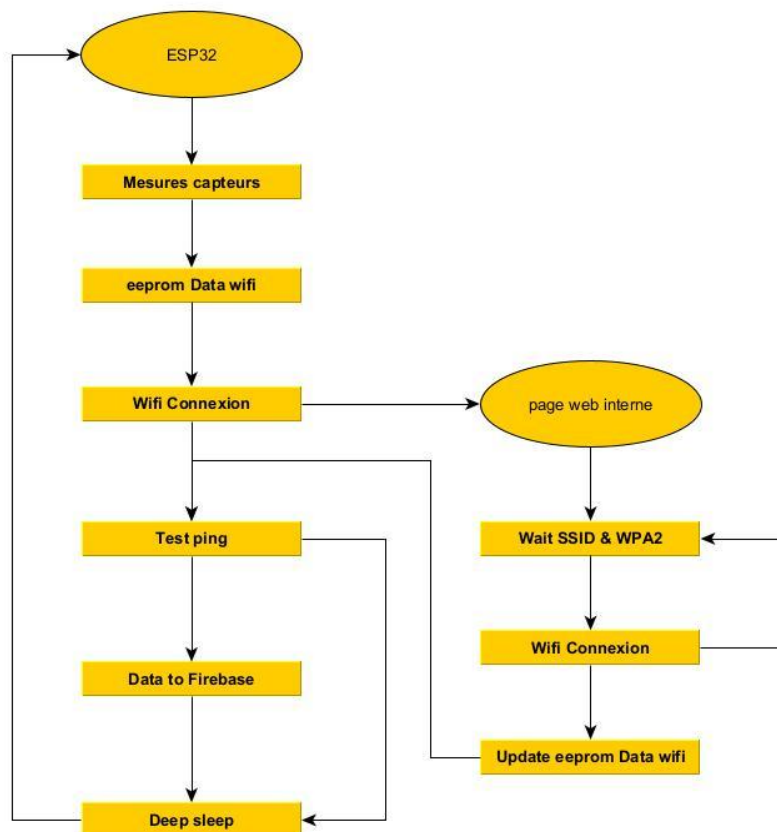 ESP32
Mesures capteurs
eeprom Data wifi
Wifi Connexion
page web interne
Test ping
Wait SSID & WPA2
Wifi Connexion
Data to Firebase
Update eeprom Data wifi
Deep sleep